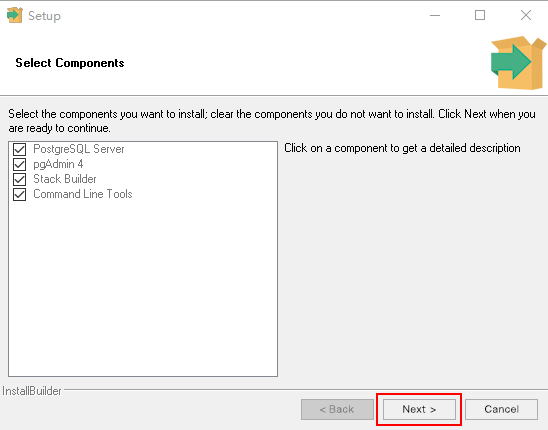 Setup
Select Components
Select the components you want to install; clear the components you do not want to install. Click Next when you
are ready to continue.
PostgreSQL Server
pgAdmin 4
Stack Builder
Command Line Tools
Click on a component to get a detailed description
InstallBuilder
< Back
Next >
Cancel